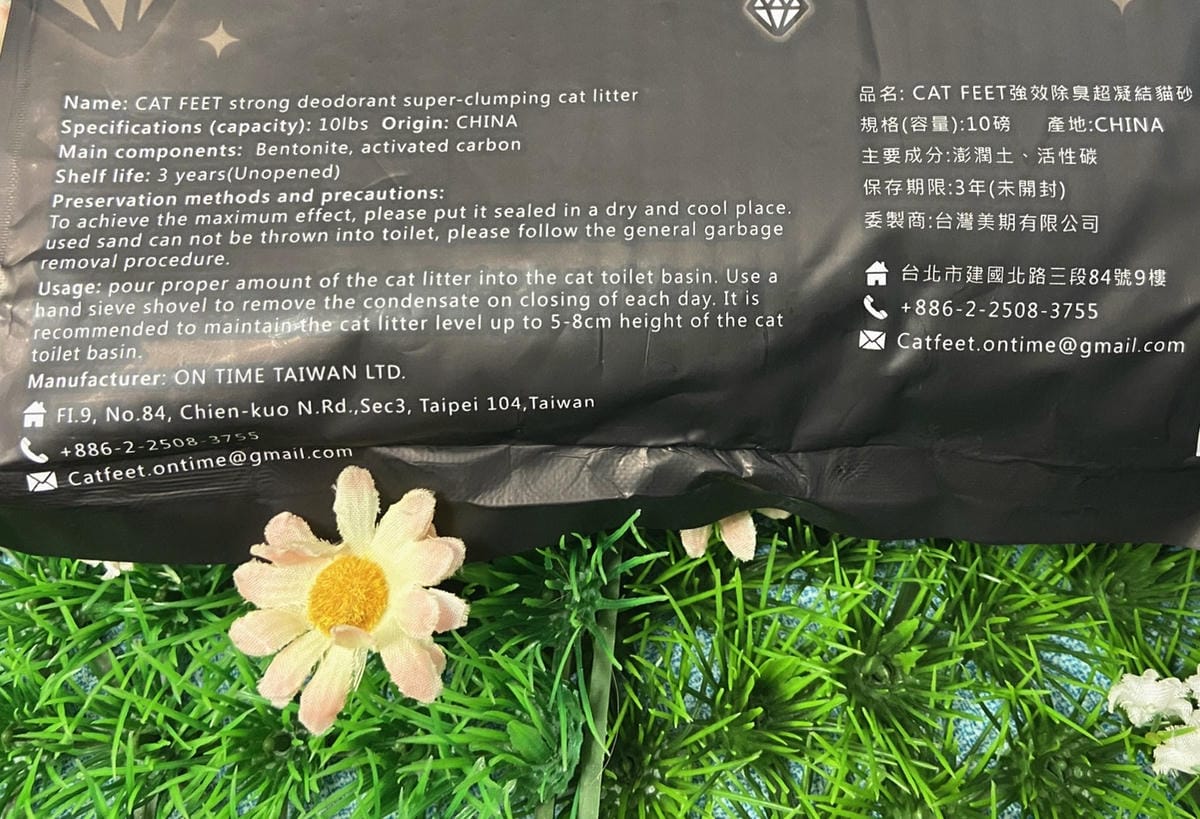 Name: CAT FEET strong deodorant super-clumping cat litter
Specifications (capacity): 10lbs Origin: CHINA
Main components: Bentonite, activated carbon
Shelf life: 3 years(Unopened)
Preservation methods and precautions:
To achieve the maximum effect, please put it sealed in a dry and cool place.
used sand can not be thrown into toilet, please follow the general garbage
removal procedure.
Usage: pour proper amount of the cat litter into the cat toilet basin. Use a
hand sieve shovel to remove the condensate on closing of each day. It is
recommended to maintain the cat litter level up to 5-8cm height of the cat
toilet basin.
Manufacturer: ON TIME TAIWAN LTD.
FI.9, No.84, Chien-kuo N.Rd.,Sec3, Taipei 104,Taiwan
+886-2-2508-3755
Catfeet.ontime@gmail.com
品名: CAT FEET強效除臭超凝結貓砂
規格(容量):10磅 產地:CHINA
主要成分:澎潤土、活性碳
保存期限:3年(未開封)
委製商:台灣美期有限公司
台北市建國北路三段84號9樓
+886-2-2508-3755
Catfeet.ontime@gmail.com